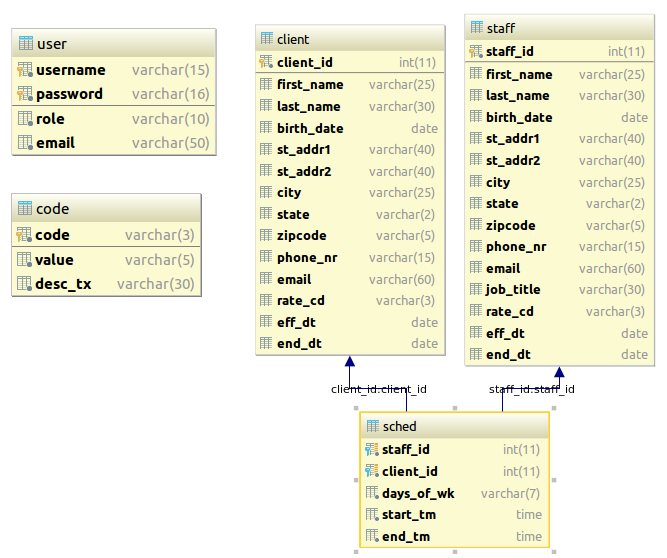 user
username varchar(15)
password varchar(16)
role varchar(10)
email varchar(50)
code
code varchar(3)
value varchar(5)
desc_tx varchar(30)
client
client_id int(11)
first_name varchar(25)
last_name varchar(30)
birth_date date
st_addr1 varchar(40)
st_addr2 varchar(40)
city varchar(25)
state varchar(2)
zipcode varchar(5)
phone_nr varchar(15)
email varchar(60)
rate_cd varchar(3)
eff_dt date
end_dt date
staff
staff_id int(11)
first_name varchar(25)
last_name varchar(30)
birth_date date
st_addr1 varchar(40)
st_addr2 varchar(40)
city varchar(25)
state varchar(2)
zipcode varchar(5)
phone_nr varchar(15)
email varchar(60)
job_title varchar(30)
rate_cd varchar(3)
eff_dt date
end_dt date
client_id:client_id
staff_id:staff_id
sched
staff_id int(11)
client_id int(11)
days_of_wk varchar(7)
start_tm time
end_tm time